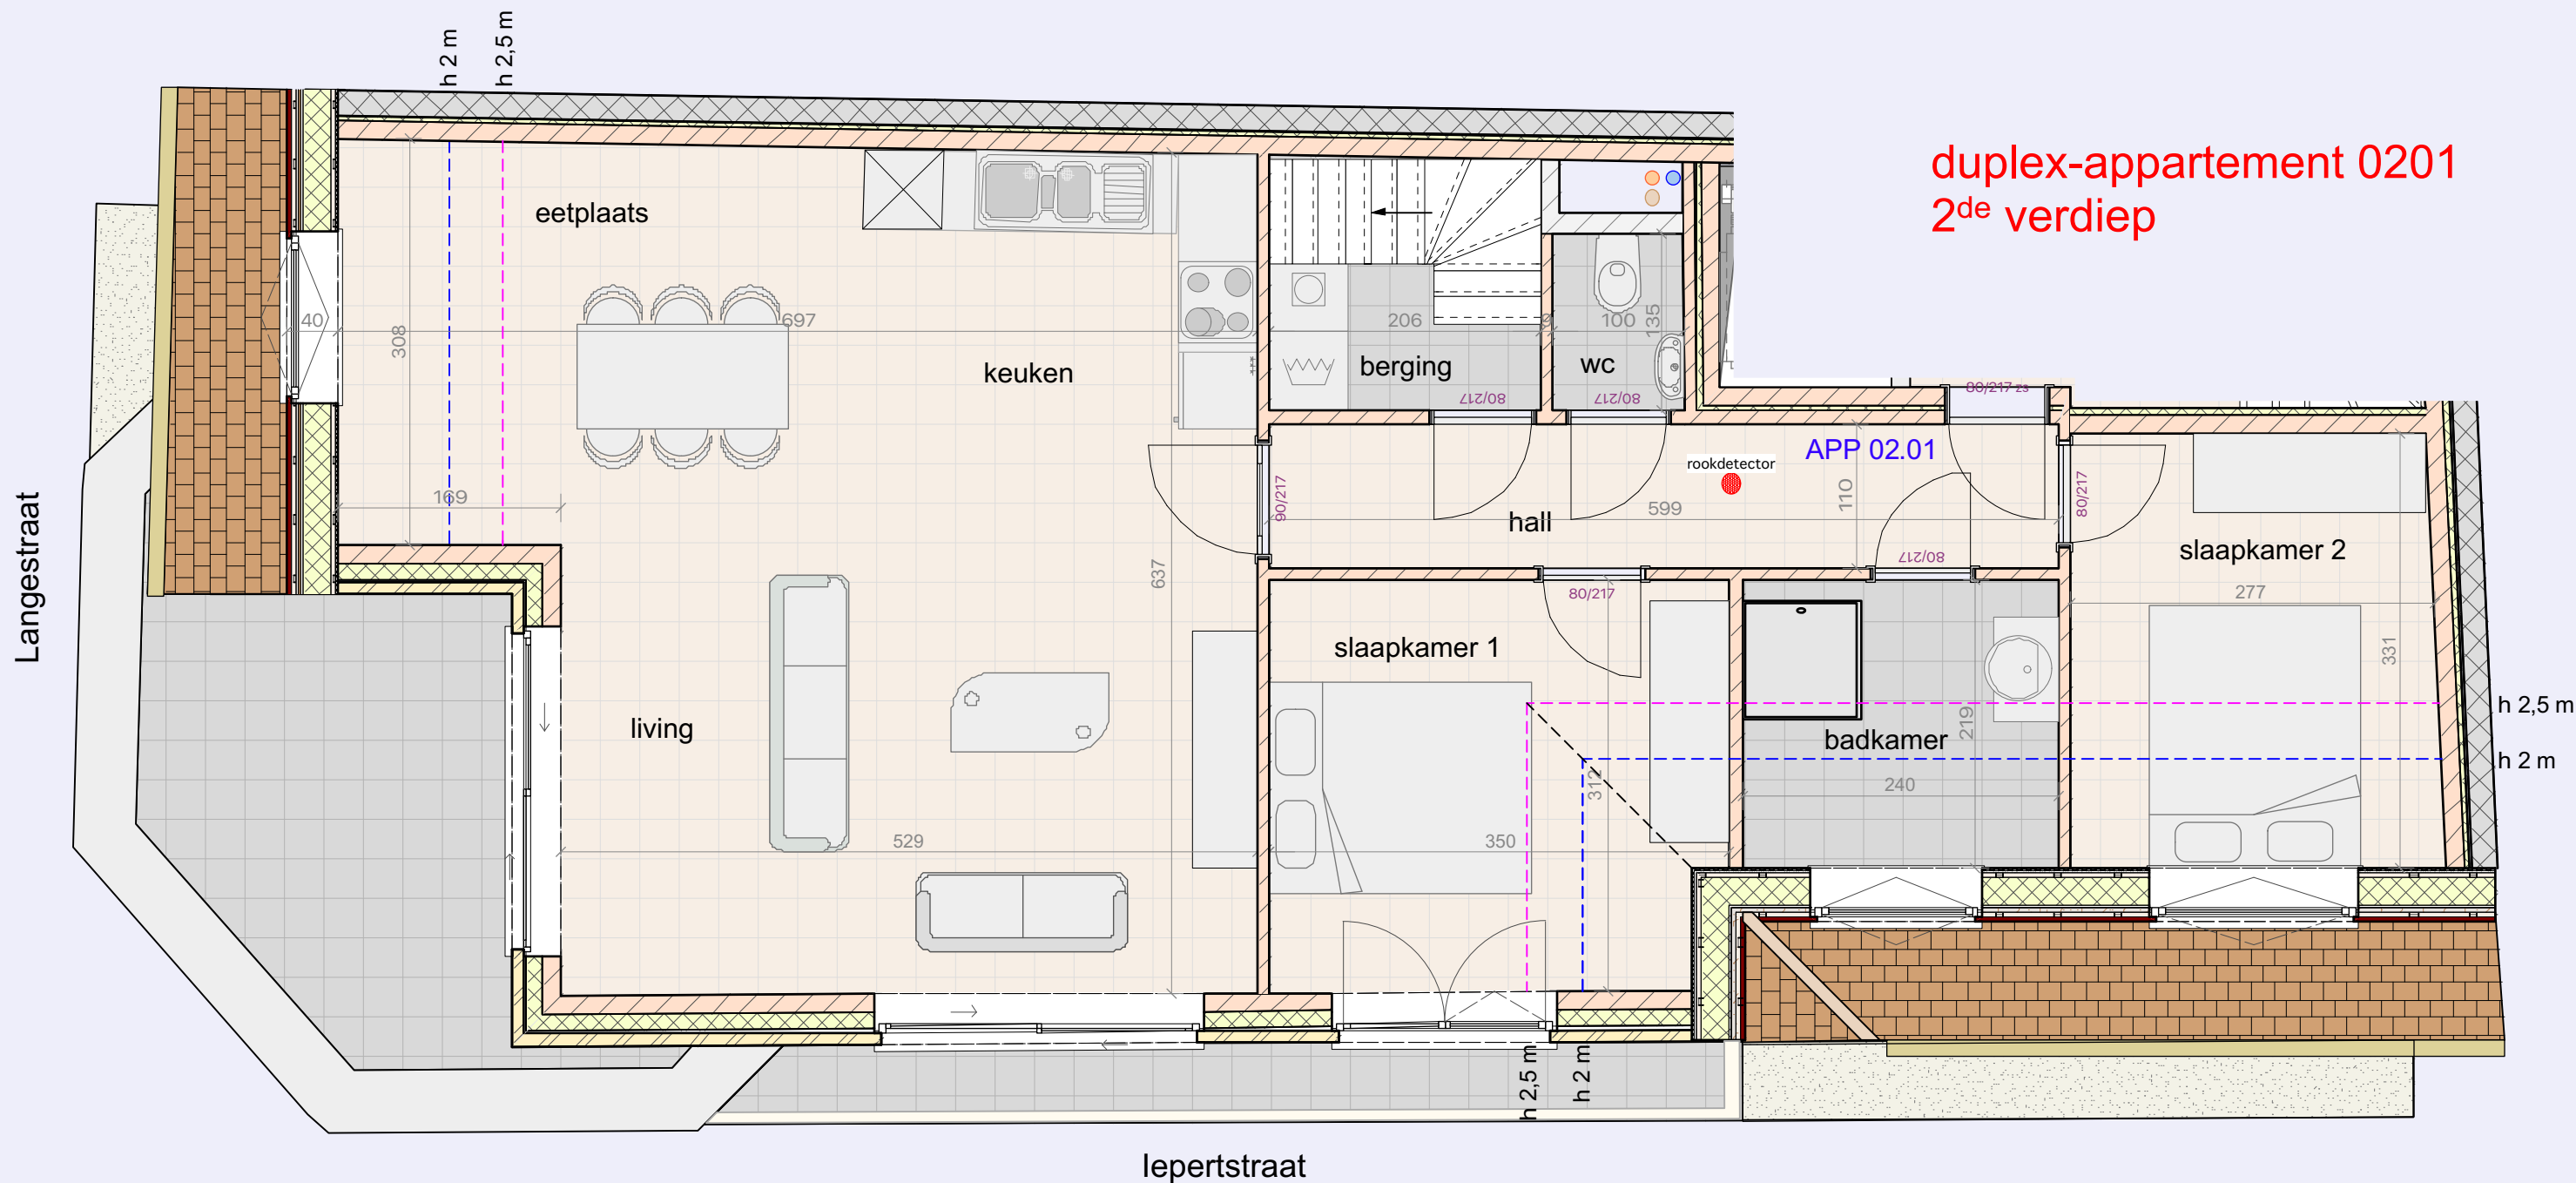 h 2 m
h 2,5 m
duplex-appartement 0201
2de verdiep
eetplaats
40
697
308
keuken
206
9
100
135
berging
wc
80/217
80/217
80/217 zs
APP 02.01
rookdetector
169
90/217
hall
599
110
80/217
80/217
slaapkamer 2
277
331
Langestraat
637
80/217
slaapkamer 1
living
219
badkamer
312
240
h 2,5 m
h 2 m
529
350
h 2,5 m
h 2 m
Iepertstraat